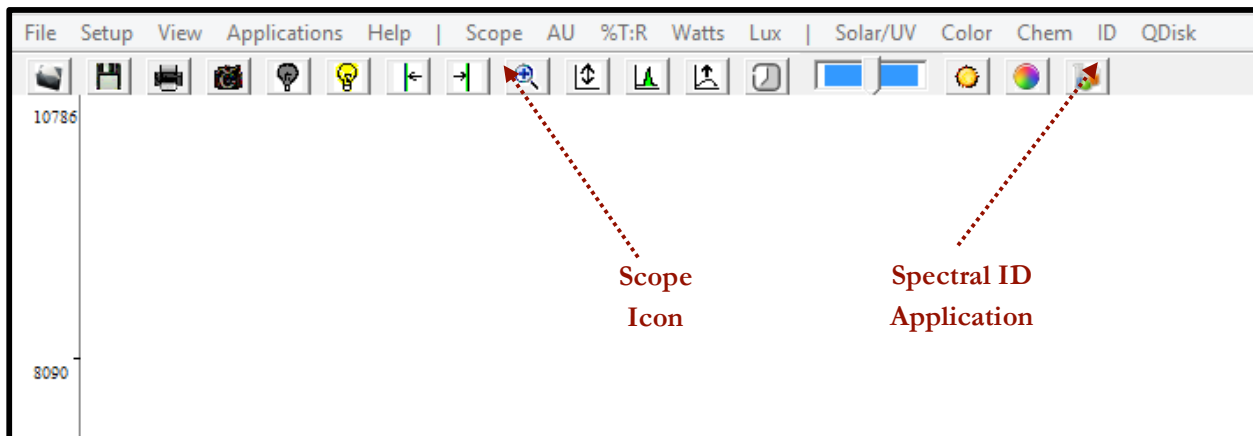 File Setup View Applications Help | Scope AU %T:R Watts Lux | Solar/UV Color Chem ID QDisk
10786
Scope
Icon
Spectral ID
Application
8090